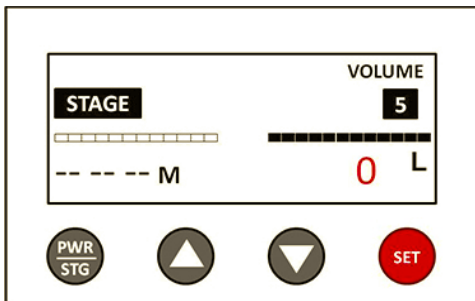 VOLUME
STAGE 5
-- -- -- M 0 L
PWR
STG
SET